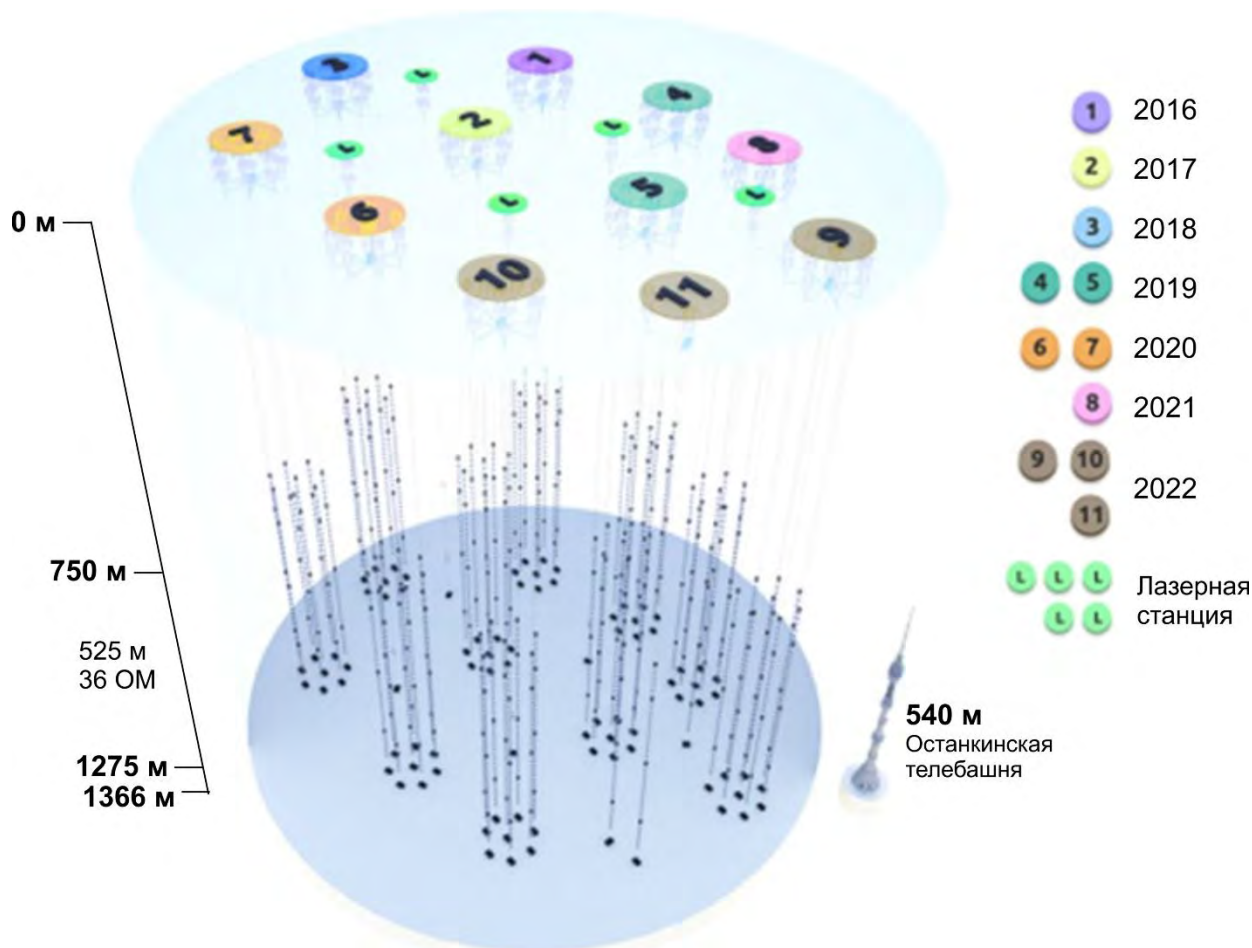 3
L
1
4
7
L
2
L
8
6
L
5
L
9
10
11
0 м
750 м
525 м
36 ОМ
1275 м
1366 м
540 м
Останкинская
телебашня
1 2016
2 2017
3 2018
4 5 2019
6 7 2020
8 2021
9 10
2022
11
L L L Лазерная
L L станция